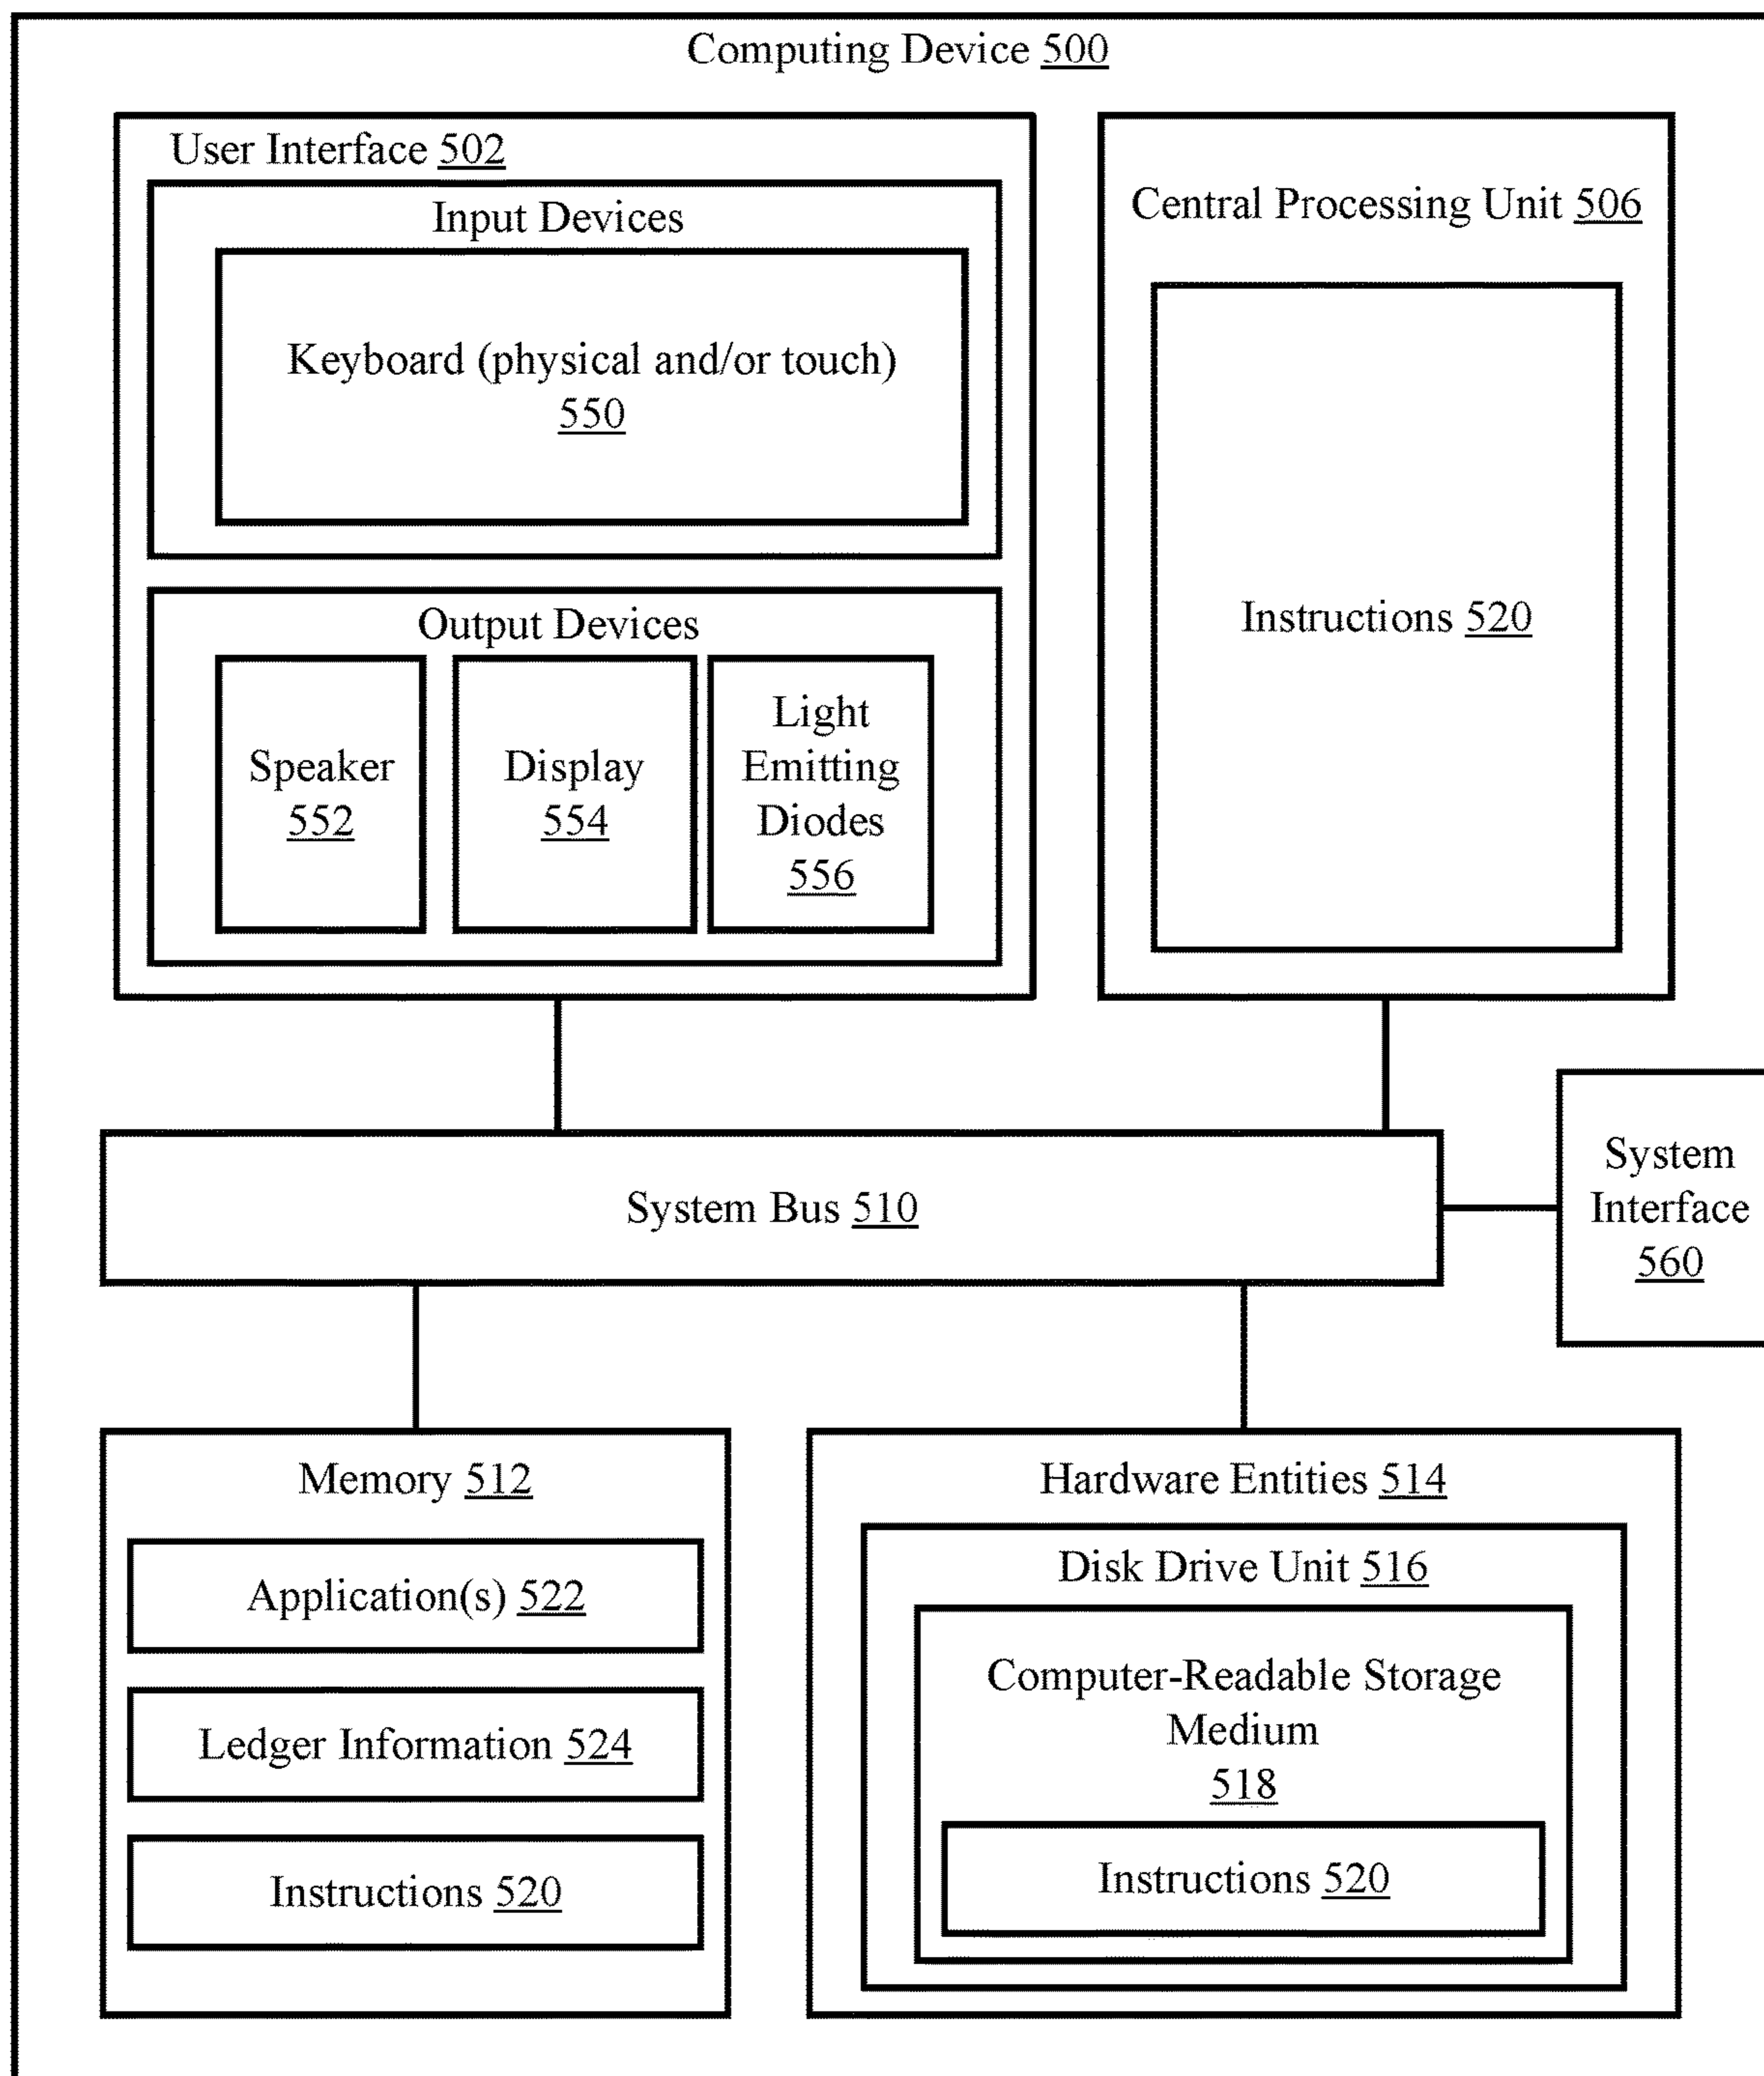 Computing Device 500
User Interface 502
Input Devices
Keyboard (physical and/or touch)
550
Output Devices
Speaker
552
Display
554
Light
Emitting
Diodes
556
Central Processing Unit 506
Instructions 520
System Bus 510
System
Interface
560
Memory 512
Application(s) 522
Ledger Information 524
Instructions 520
Hardware Entities 514
Disk Drive Unit 516
Computer-Readable Storage
Medium
518
Instructions 520